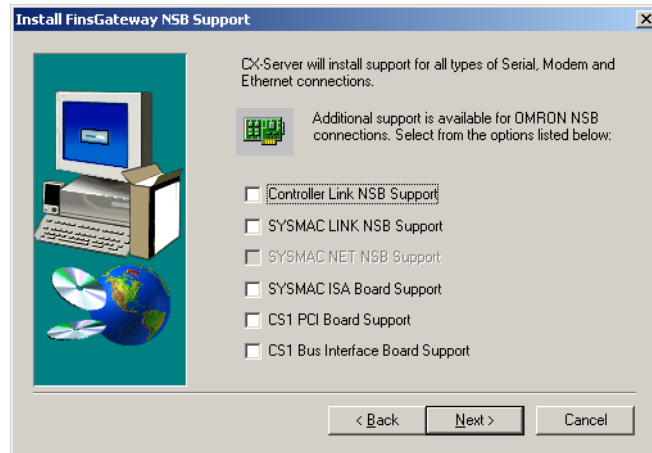 Install FinsGateway NSB Support
CX-Server will install support for all types of Serial, Modem and
Ethernet connections.
Additional support is available for OMRON NSB
connections. Select from the options listed below:
Controller Link NSB Support
SYSMAC LINK NSB Support
SYSMAC NET NSB Support
SYSMAC ISA Board Support
CS1 PCI Board Support
CS1 Bus Interface Board Support
< Back Next > Cancel